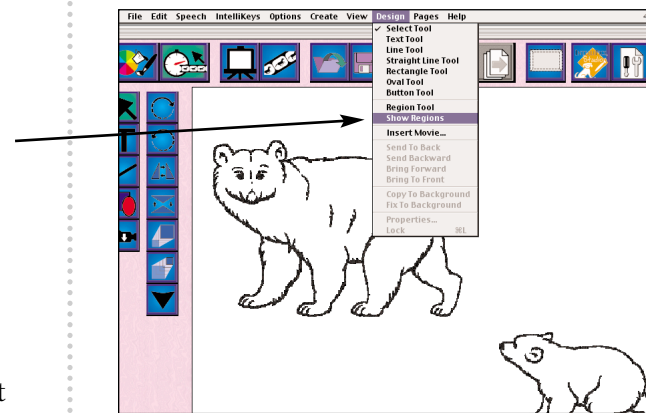 File Edit Speech IntelliKeys Options Create View Design Pages Help
✓ Select Tool
Text Tool
Line Tool
Straight Line Tool
Rectangle Tool
Oval Tool
Button Tool
Region Tool
Show Regions
Insert Movie...
Send To Back
Send Backward
Bring Forward
Bring To Front
Copy To Background
Fix To Background
Properties...
Lock ⌘L
T
t